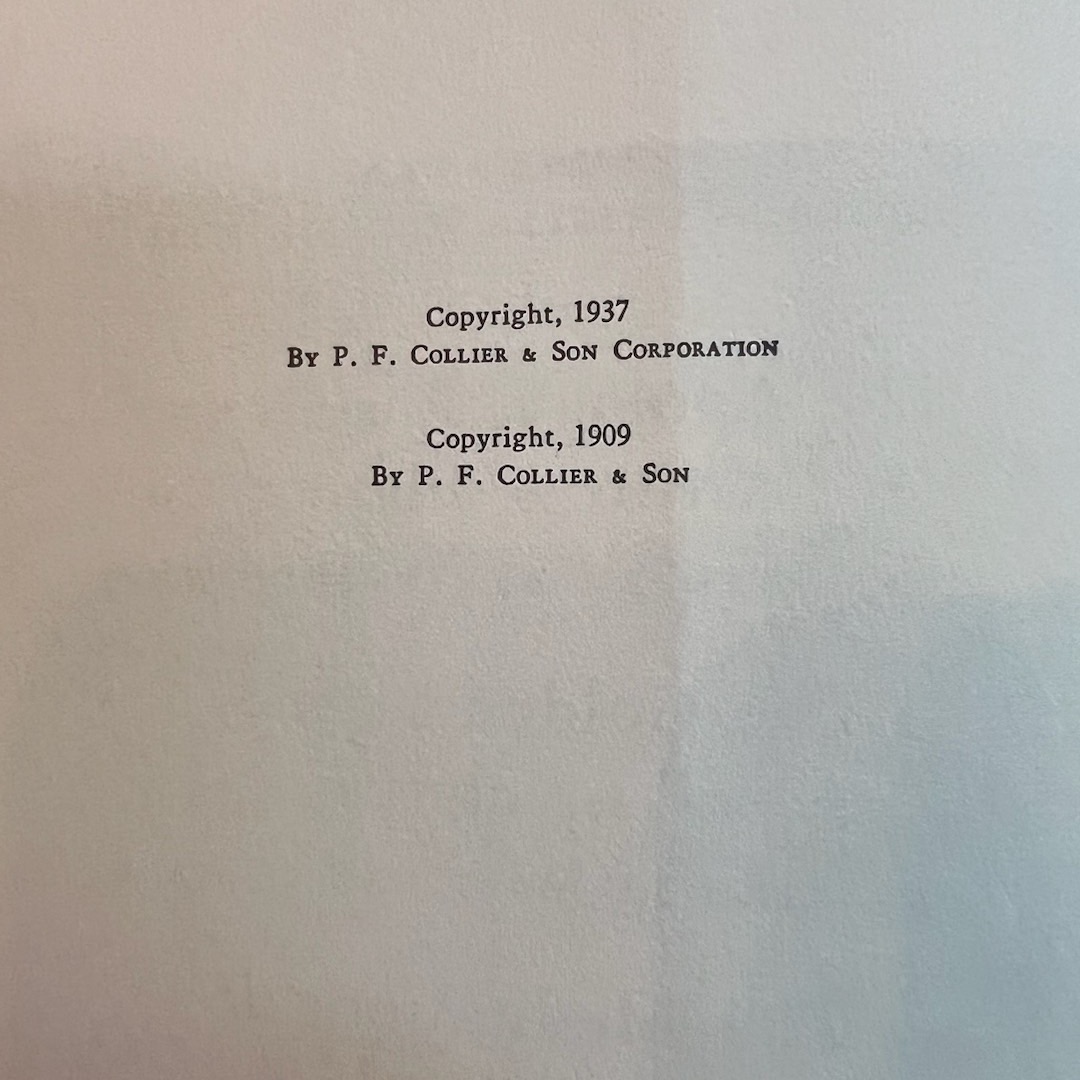 Copyright, 1937
By P. F. Collier & Son Corporation
Copyright, 1909
By P. F. Collier & Son